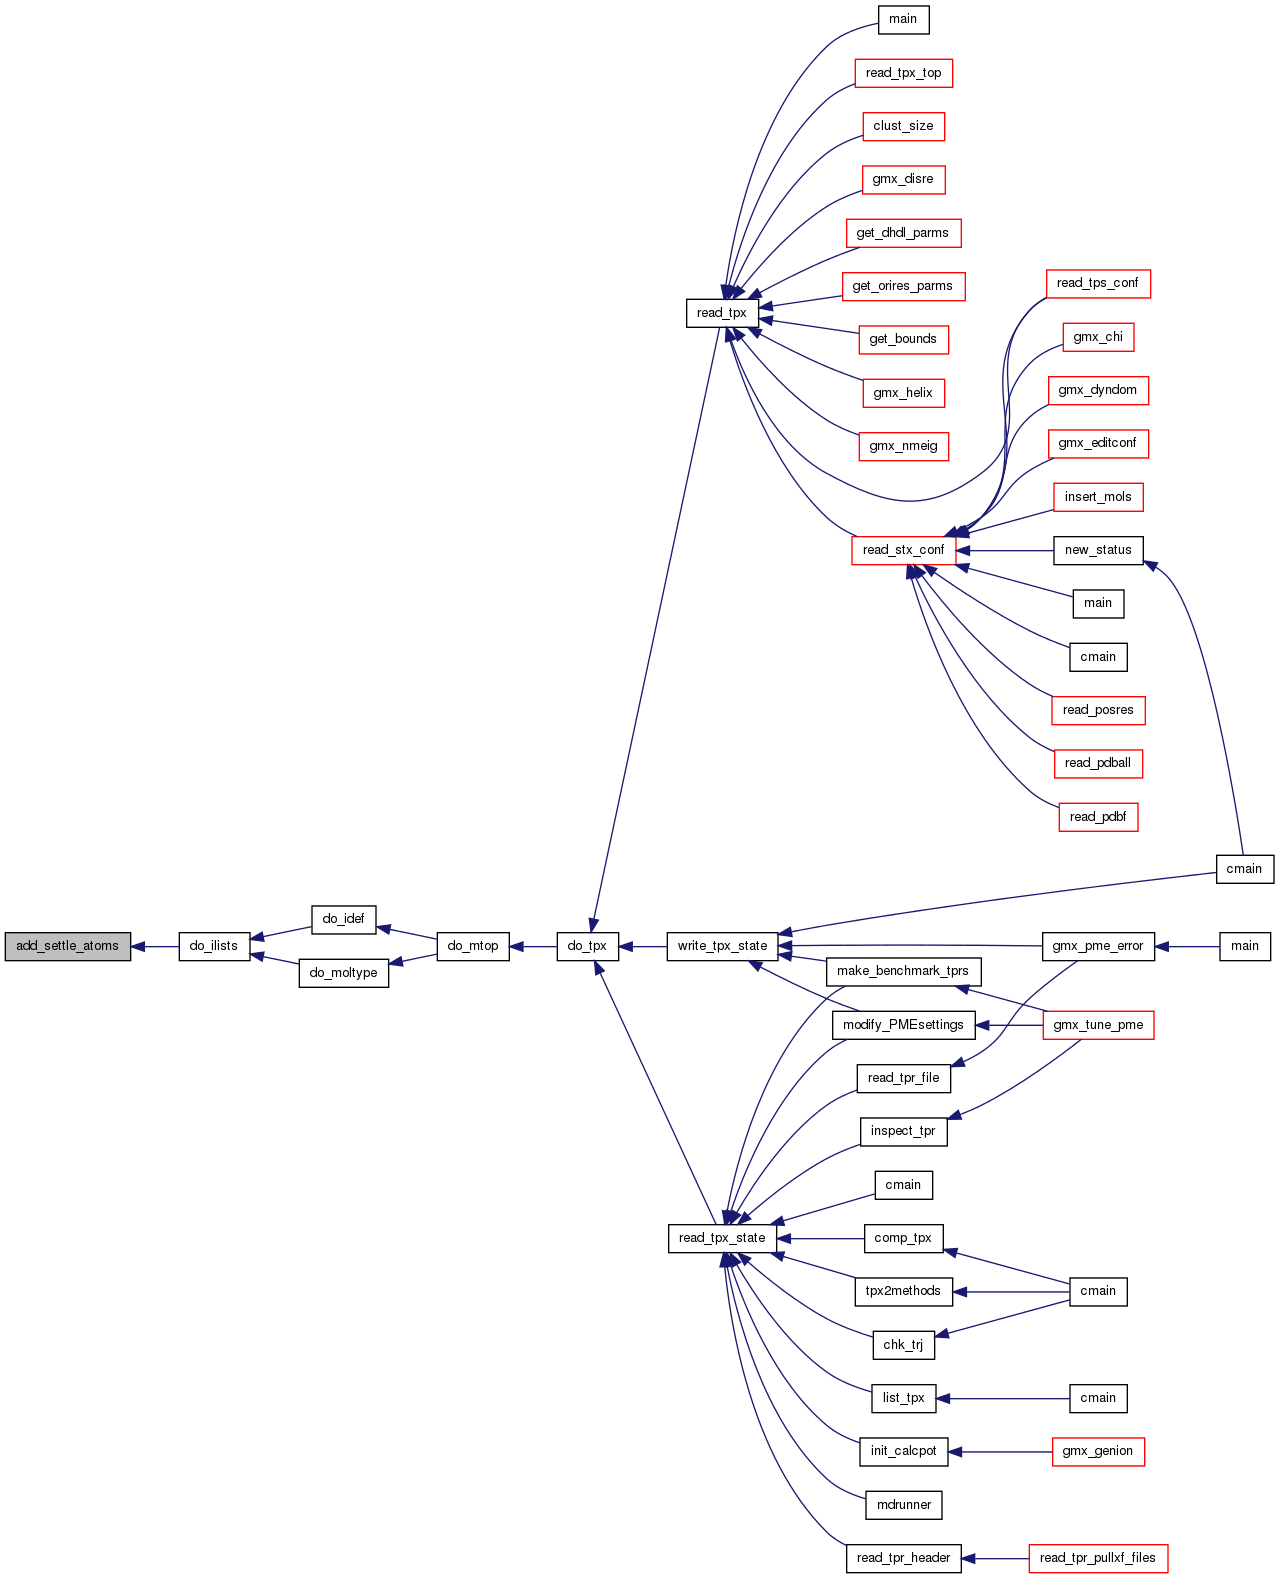 main
read_tpx_top
clust_size
gmx_disre
get_dhdl_parms
get_orires_parms
read_tps_conf
read_tpx
gmx_chi
get_bounds
gmx_helix
gmx_dyndom
gmx_nmeig
gmx_editconf
insert_mols
read_stx_conf
new_status
main
cmain
read_posres
read_pdball
read_pdbf
cmain
do_idef
add_settle_atoms
do_ilists
do_mtop
do_tpx
write_tpx_state
gmx_pme_error
main
do_moltype
make_benchmark_tprs
modify_PMEsettings
gmx_tune_pme
read_tpr_file
inspect_tpr
cmain
read_tpx_state
comp_tpx
tpx2methods
cmain
chk_trj
list_tpx
cmain
init_calcpot
gmx_genion
mdrunner
read_tpr_header
read_tpr_pullxf_files